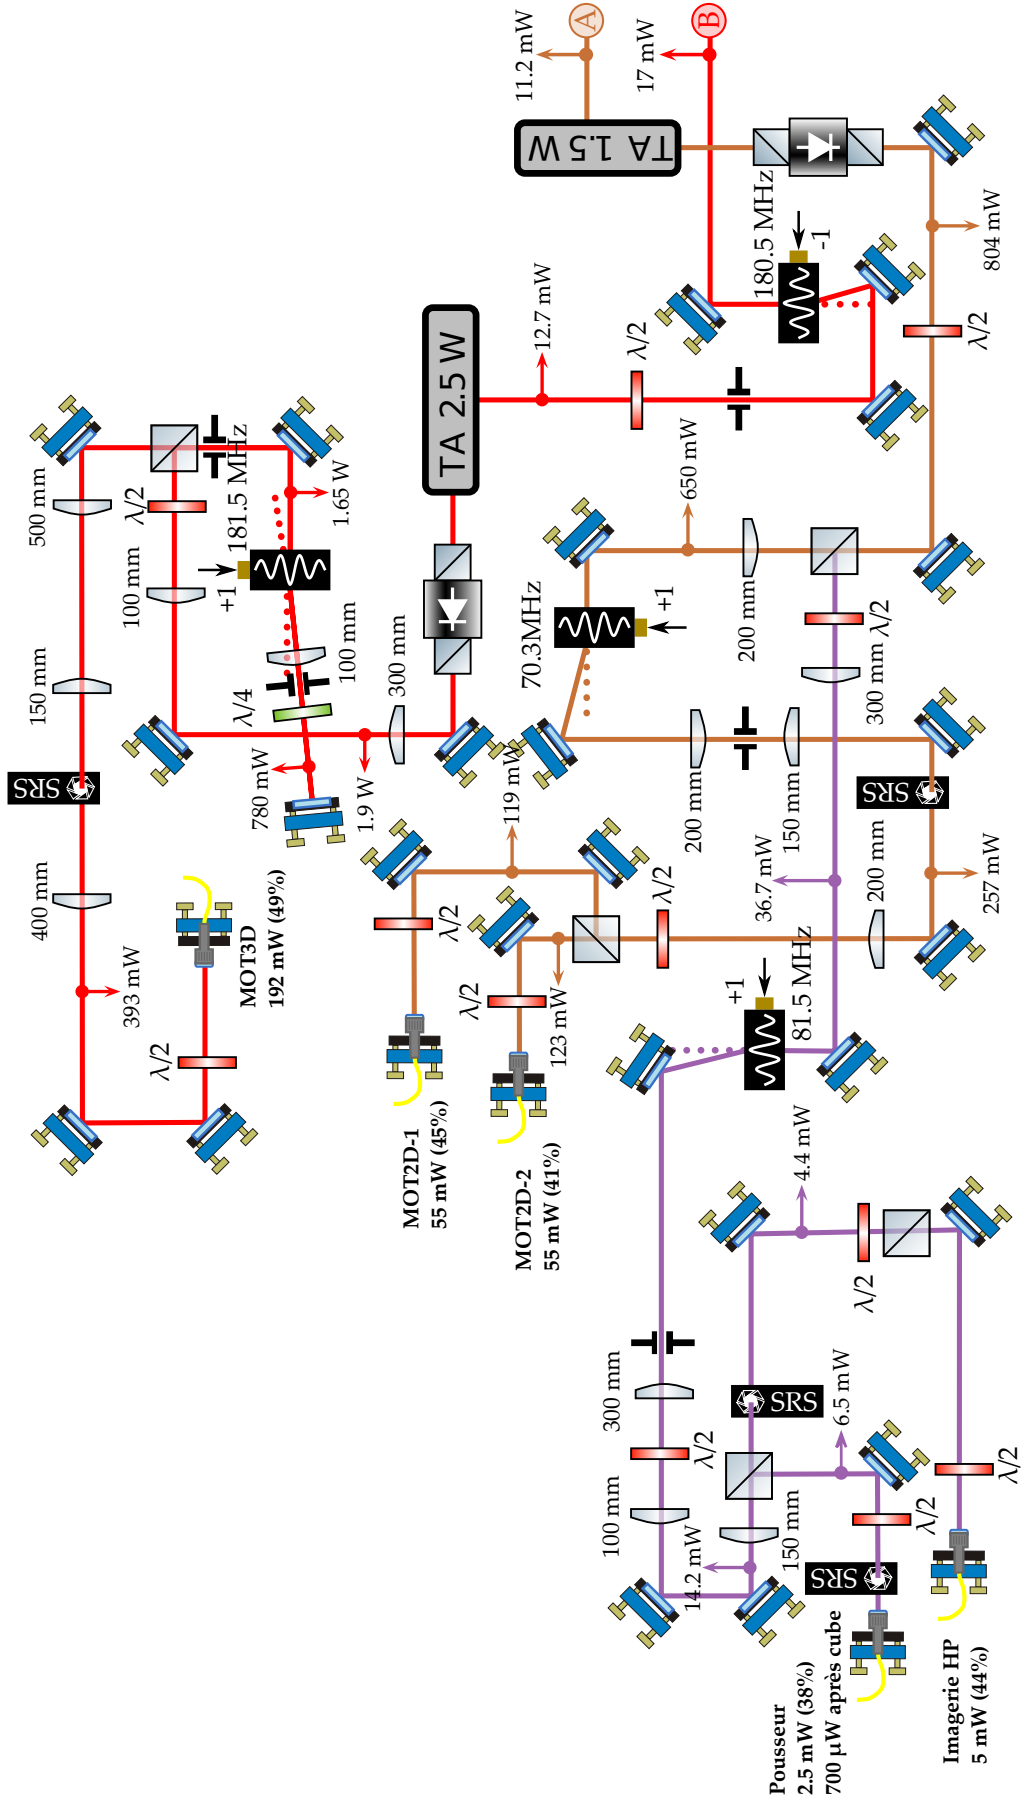 A
11.2 mW
B
17 mW
TA 1.5 W
180.5 MHz
-1
804 mW
λ/2
12.7 mW
λ/2
TA 2.5 W
650 mW
70.3MHz
+1
200 mm
λ/2
300 mm
500 mm
λ/2
181.5 MHz
1.65 W
100 mm
+1
100 mm
300 mm
150 mm
λ/4
780 mW
1.9 W
SRS
400 mm
MOT3D
192 mW (49%)
393 mW
λ/2
119 mW
200 mm
150 mm
SRS
200 mm
257 mW
36.7 mW
λ/2
λ/2
λ/2
123 mW
+1
81.5 MHz
MOT2D-1
55 mW (45%)
MOT2D-2
55 mW (41%)
4.4 mW
λ/2
300 mm
λ/2
100 mm
SRS
6.5 mW
14.2 mW
150 mm
λ/2
λ/2
SRS
Pousseur
2.5 mW (38%)
700 µW après cube
Imagerie HP
5 mW (44%)